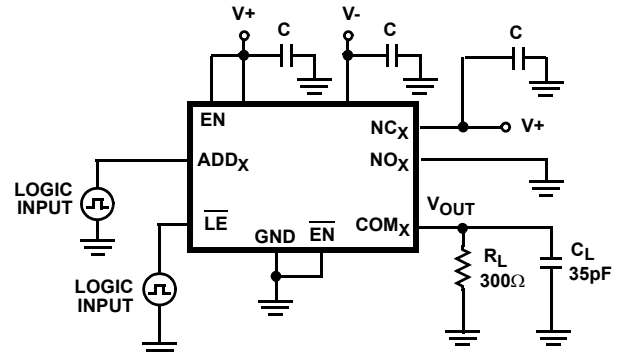 V+
C
V-
C
C
EN
NCX
V+
ADDX
NOX
LOGIC
INPUT
LE
GND
EN
COMX
VOUT
RL
300Ω
CL
35pF
LOGIC
INPUT